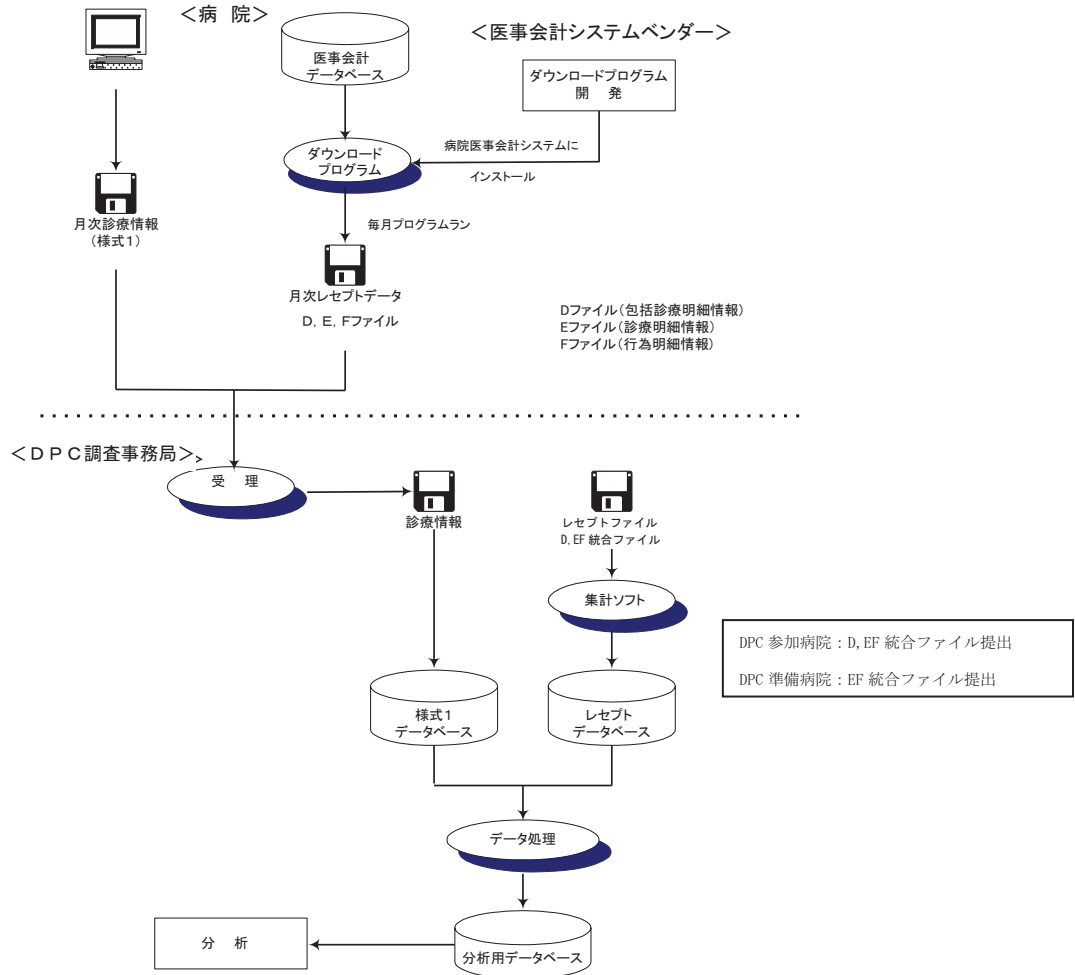 ＜病 院＞
＜医事会計システムベンダー＞
医事会計
データベース
ダウンロードプログラム
開 発
病院医事会計システムに
インストール
ダウンロード
プログラム
毎月プログラムラン
月次診療情報
(様式1)
月次レセプトデータ
D, E, Fファイル
Dファイル(包括診療明細情報)
Eファイル(診療明細情報)
Fファイル(行為明細情報)
＜ＤＰＣ調査事務局＞
受 理
診療情報
レセプトファイル
D,EF 統合ファイル
集計ソフト
DPC 参加病院：D,EF 統合ファイル提出
DPC 準備病院：EF 統合ファイル提出
様式1
データベース
レセプト
データベース
データ処理
分 析
分析用データベース